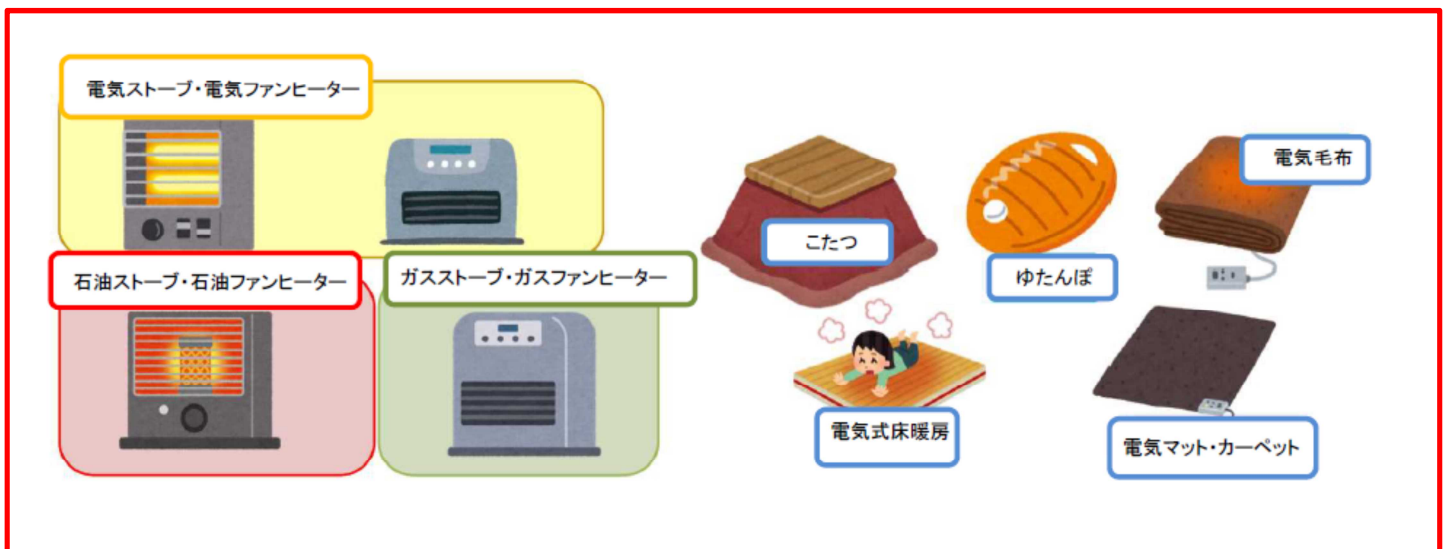 電気ストーブ・電気ファンヒーター
石油ストーブ・石油ファンヒーター
ガスストーブ・ガスファンヒーター
こたつ
ゆたんぽ
電気毛布
電気式床暖房
電気マット・カーペット